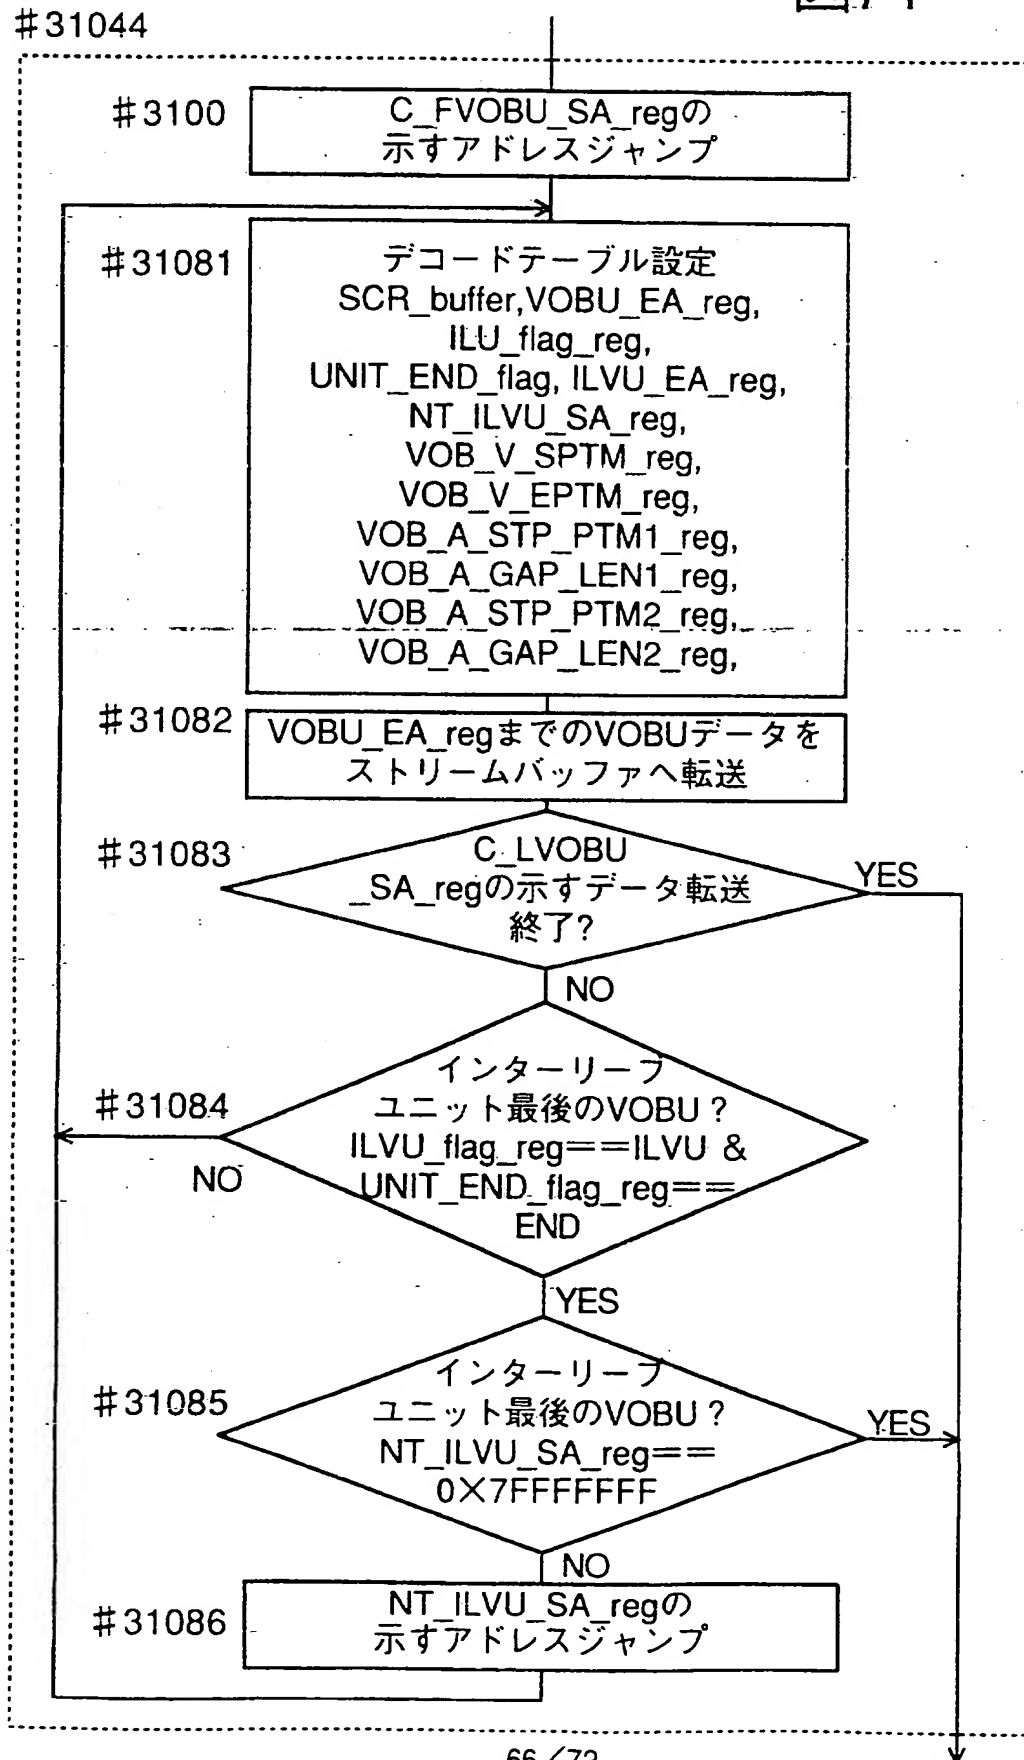 #31044
#3100
C_FVOBU_SA_regの
示すアドレスジャンプ
#31081
デコードテーブル設定
SCR_buffer,VOBU_EA_reg,
ILU_flag_reg,
UNIT_END_flag, ILVU_EA_reg,
NT_ILVU_SA_reg,
VOB_V_SPTM_reg,
VOB_V_EPTM_reg,
VOB_A_STP_PTM1_reg,
VOB_A_GAP_LEN1_reg,
VOB_A_STP_PTM2_reg,
VOB_A_GAP_LEN2_reg,
#31082
VOBU_EA_regまでのVOBUデータを
ストリームバッファへ転送
#31083
C_LVOBU
_SA_regの示すデータ転送
終了?
YES
NO
#31084
インターリーブ
ユニット最後のVOBU?
ILVU_flag_reg==ILVU &
UNIT_END_flag_reg==
END
NO
YES
#31085
インターリーブ
ユニット最後のVOBU?
NT_ILVU_SA_reg==
0×7FFFFFFF
YES
NO
#31086
NT_ILVU_SA_regの
示すアドレスジャンプ